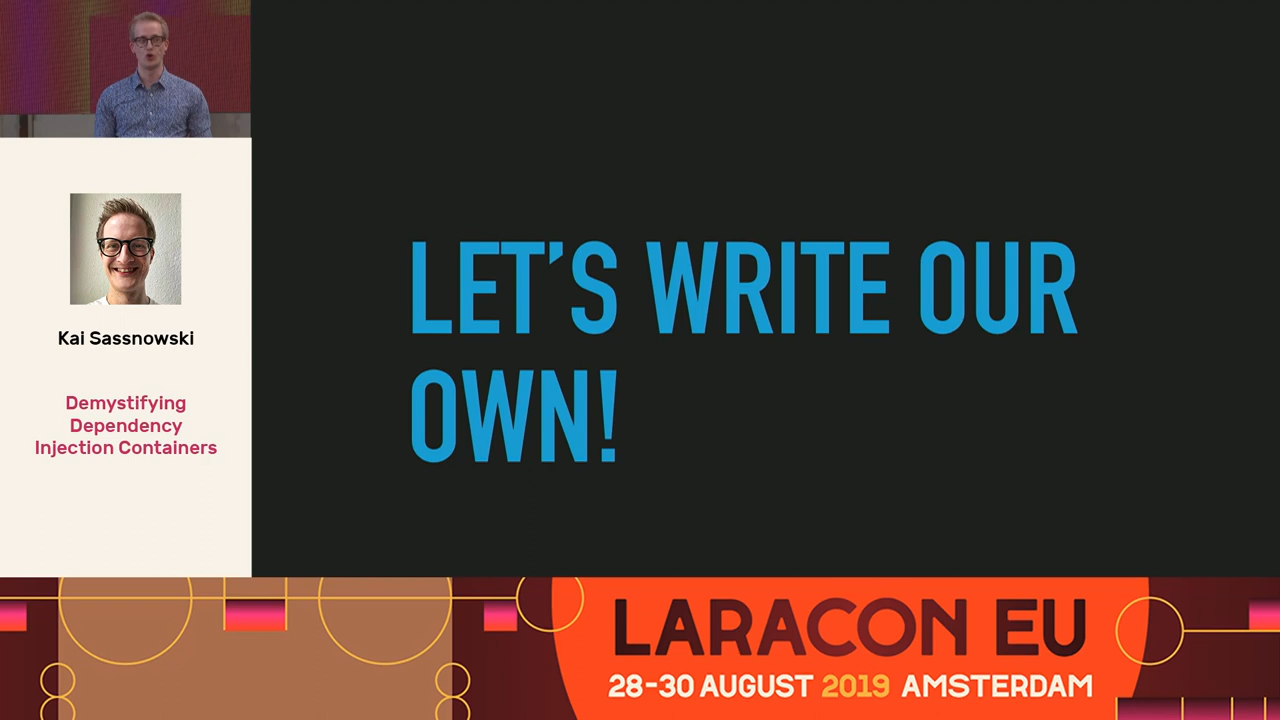 Kai Sassnowski
Demystifying
Dependency
Injection Containers
LET’S WRITE OUR
OWN!
LARACON EU
28-30 AUGUST 2019 AMSTERDAM